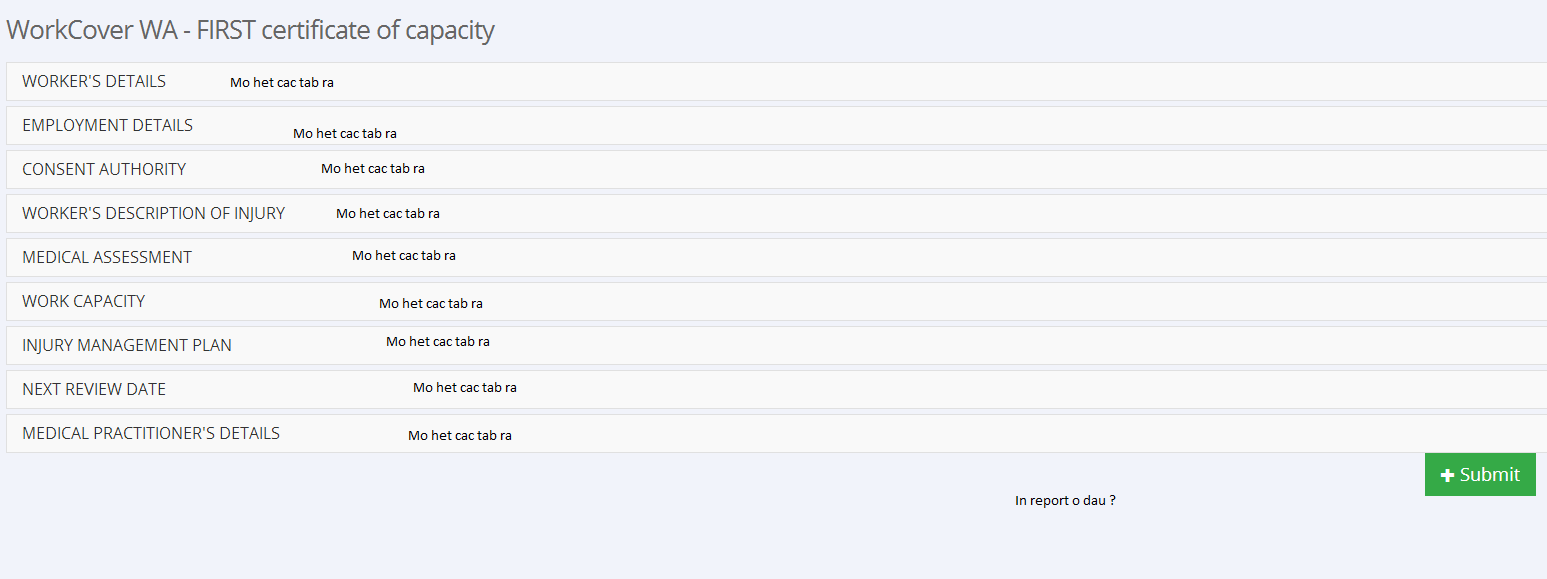 WorkCover WA - FIRST certificate of capacity
WORKER'S DETAILS Mo het cac tab ra
EMPLOYMENT DETAILS Mo het cac tab ra
CONSENT AUTHORITY Mo het cac tab ra
WORKER'S DESCRIPTION OF INJURY Mo het cac tab ra
MEDICAL ASSESSMENT Mo het cac tab ra
WORK CAPACITY Mo het cac tab ra
INJURY MANAGEMENT PLAN Mo het cac tab ra
NEXT REVIEW DATE Mo het cac tab ra
MEDICAL PRACTITIONER'S DETAILS Mo het cac tab ra
Submit
In report o dau ?